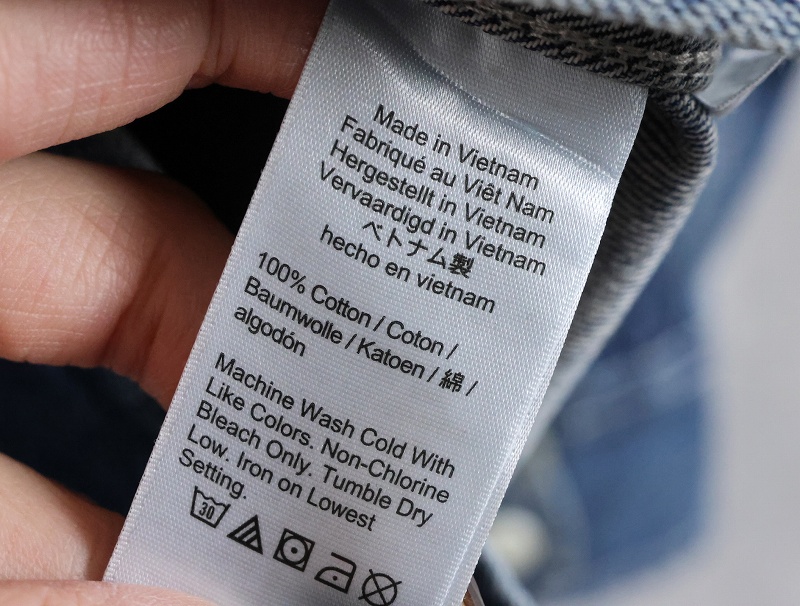 Made in Vietnam
Fabriqué au Việt Nam
Hergestellt in Vietnam
Vervaardigd in Vietnam
ベトナム製
hecho en vietnam
100% Cotton / Coton /
Baumwolle / Katoen / 綿 /
algodón
Machine Wash Cold With
Like Colors. Non-Chlorine
Bleach Only. Tumble Dry
Low. Iron on Lowest
Setting.
30